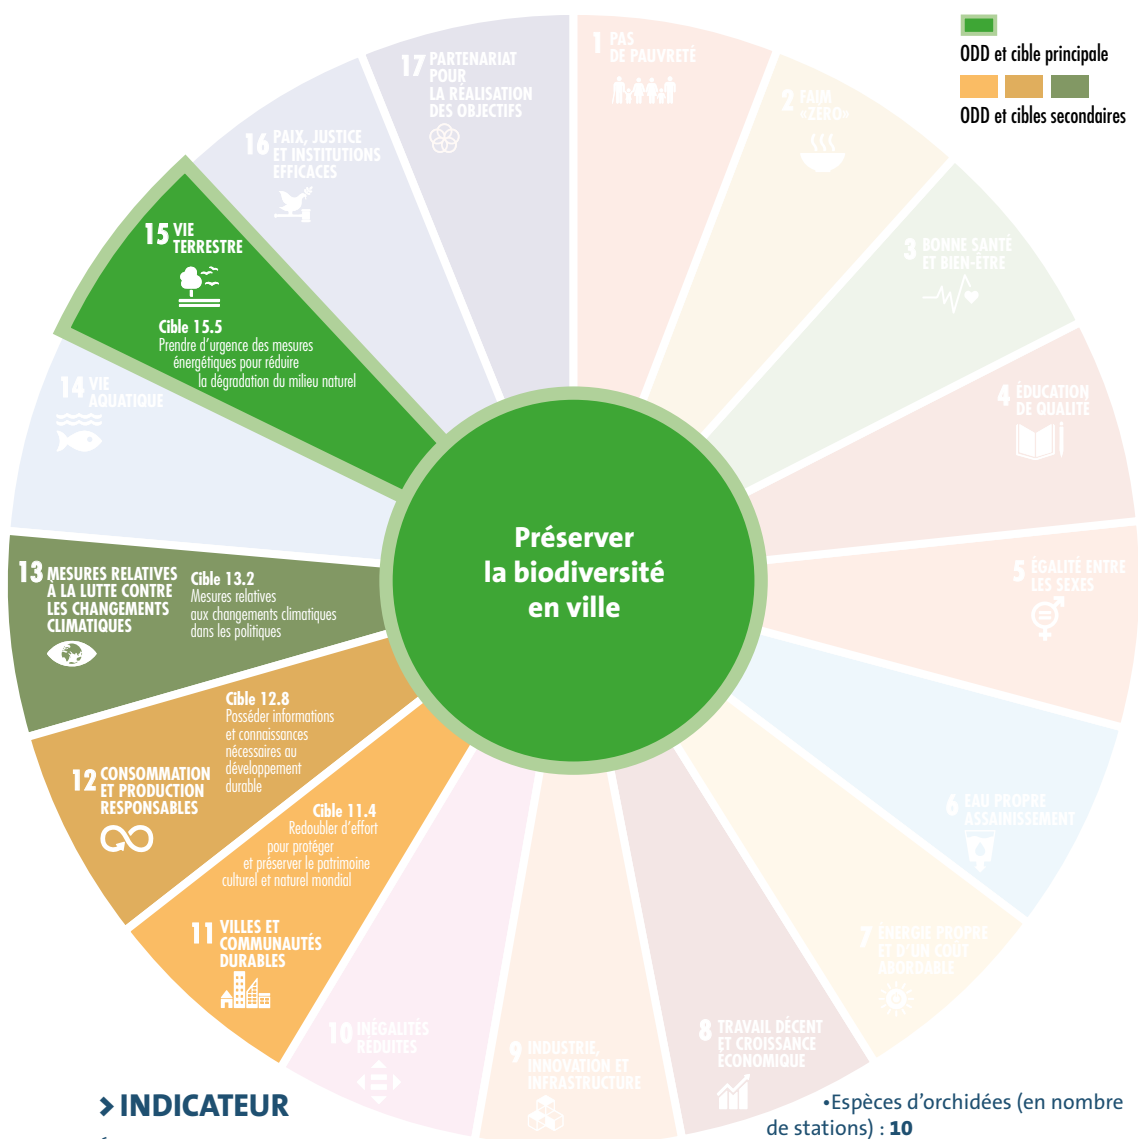 ODD et cible principale
ODD et cibles secondaires
1 PAS
DE PAUVRETÉ
2 FAIM
«ZÉRO»
3 BONNE SANTÉ
ET BIEN-ÊTRE
4 ÉDUCATION
DE QUALITÉ
5 ÉGALITÉ ENTRE
LES SEXES
6 EAU PROPRE
ASSAINISSEMENT
7 ÉNERGIE PROPRE
ET D'UN COÛT
ABORDABLE
8 TRAVAIL DÉCENT
ET CROISSANCE
ÉCONOMIQUE
9 INDUSTRIE,
INNOVATION ET
INFRASTRUCTURE
10 INÉGALITÉS
RÉDUITES
11 VILLES ET
COMMUNAUTÉS
DURABLES
Cible 11.4
Redoubler d'effort
pour protéger
et préserver le patrimoine
culturel et naturel mondial
12 CONSOMMATION
ET PRODUCTION
RESPONSABLES
Cible 12.8
Posséder informations
et connaissances
nécessaires au
développement
durable
13 MESURES RELATIVES
À LA LUTTE CONTRE
LES CHANGEMENTS
CLIMATIQUES
Cible 13.2
Mesures relatives
aux changements climatiques
dans les politiques
14 VIE
AQUATIQUE
15 VIE
TERRESTRE
Cible 15.5
Prendre d'urgence des mesures
énergétiques pour réduire
la dégradation du milieu naturel
16 PAIX, JUSTICE
ET INSTITUTIONS
EFFICACES
17 PARTENARIAT
POUR
LA RÉALISATION
DES OBJECTIFS
Préserver
la biodiversité
en ville
> INDICATEUR
•Espèces d'orchidées (en nombre
de stations) : 10